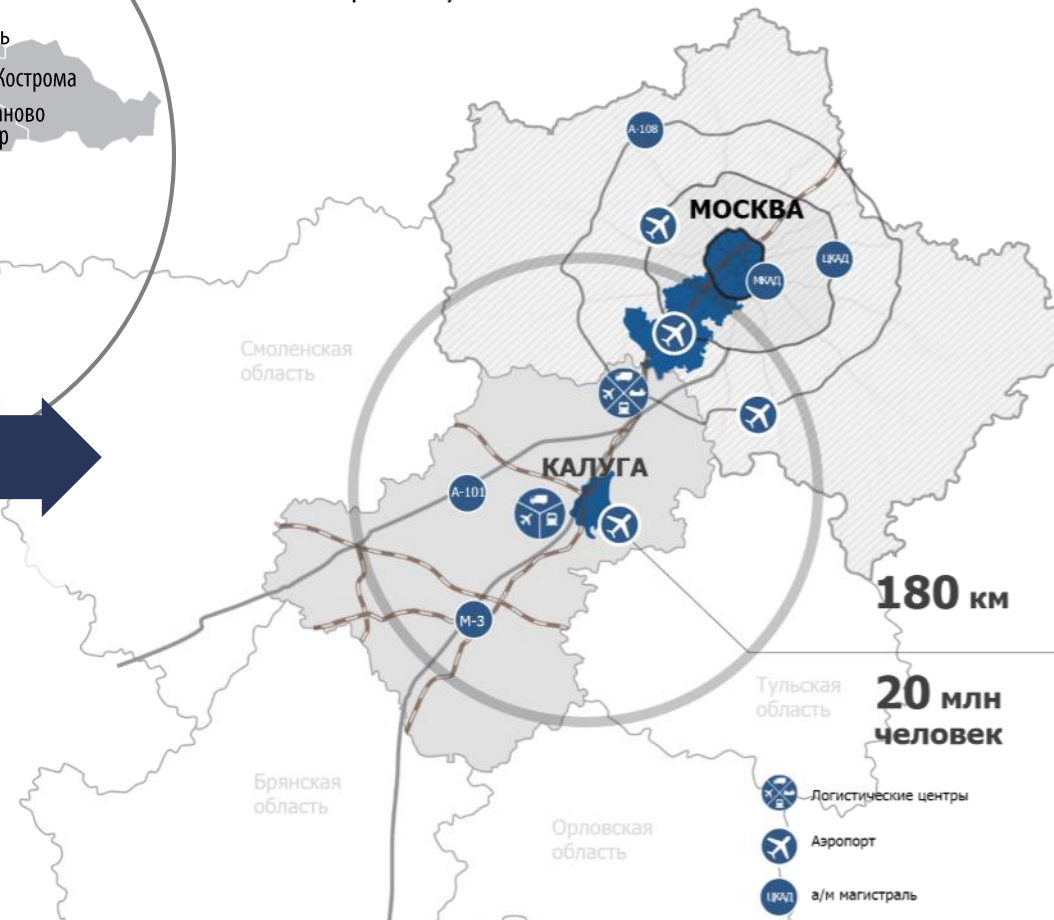 Кострома
А-108
МОСКВА
ЦКАД
МКАД
Смоленская
область
КАЛУГА
А-101
180 км
М-3
Тульская
область
20 млн
человек
Брянская
область
Логистические центры
Орловская
область
Аэропорт
ЦКАД
а/м магистраль